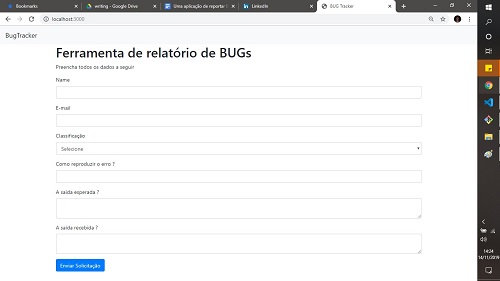 Bookmarks
writing - Google Drive
Uma aplicação de reportar
LinkedIn
BUG Tracker
localhost:3000
BugTracker
Ferramenta de relatório de BUGs
Preencha todos os dados a seguir
Name
E-mail
Classificação
Selecione
Como reproduzir o erro ?
A saída esperada ?
A saída recebida ?
Enviar Solicitação
14:24
14/11/2019